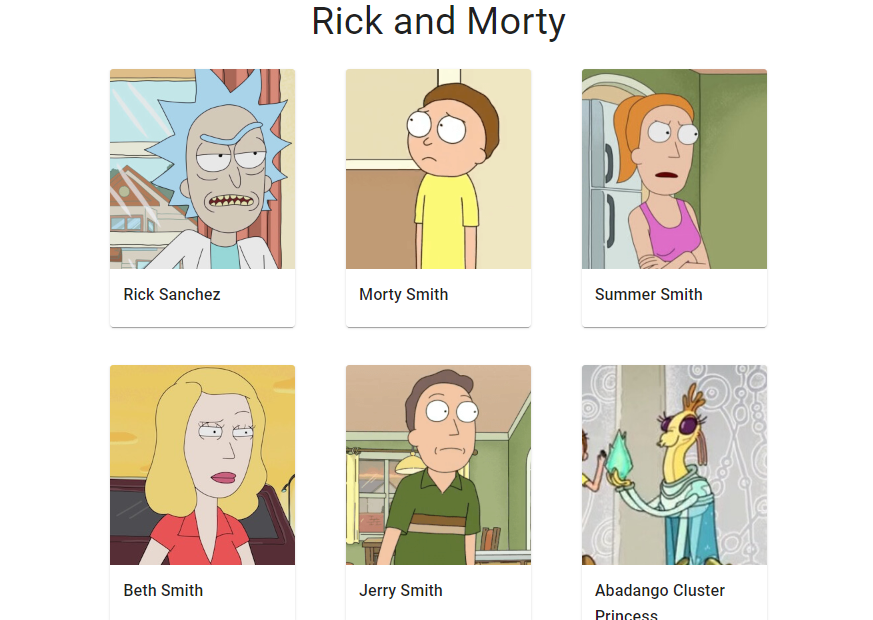 Rick and Morty
Rick Sanchez
Morty Smith
Summer Smith
Beth Smith
Jerry Smith
Abadango Cluster
Princess